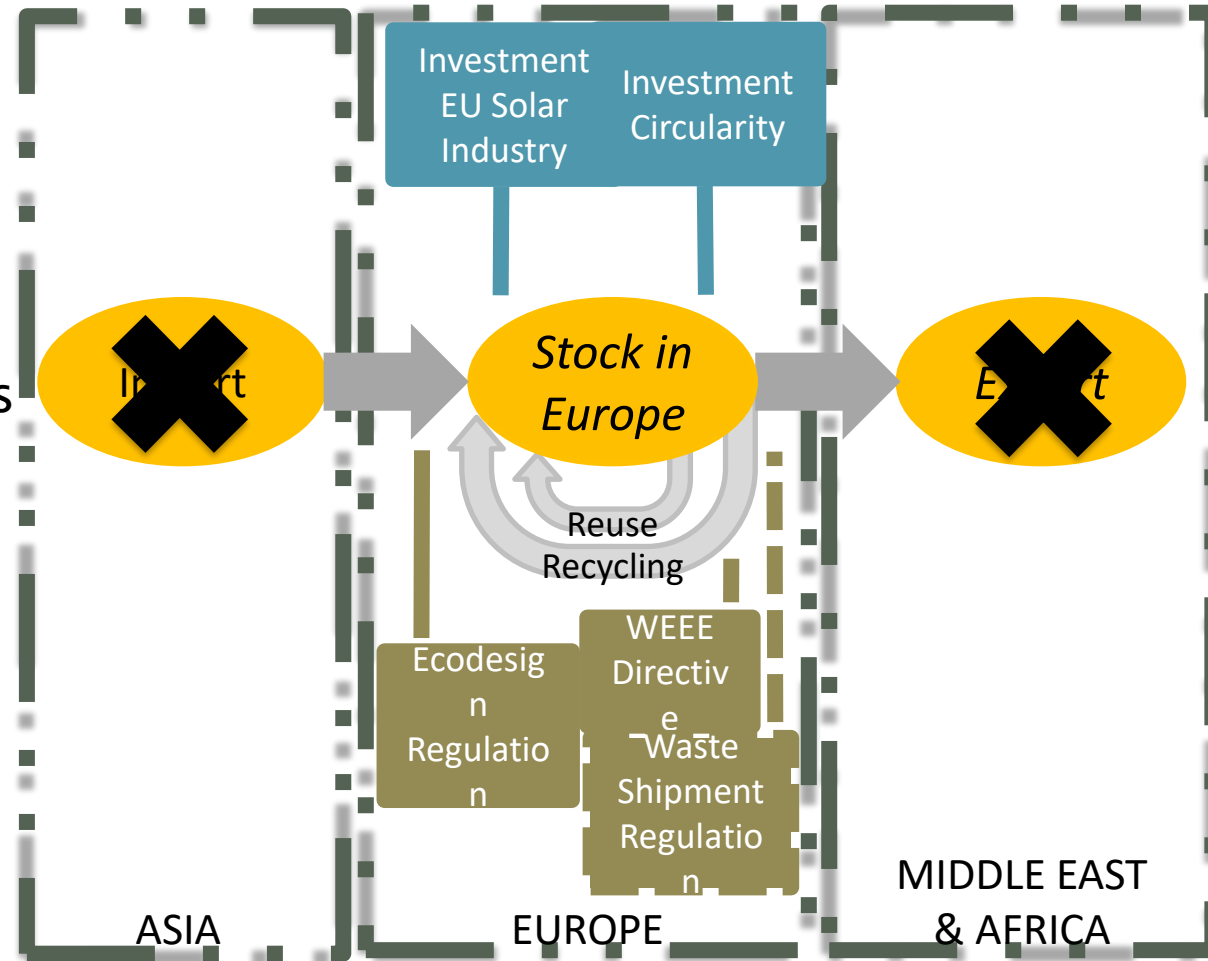 Investment
EU Solar
Industry
Investment
Circularity
s
Stock in
Europe
Reuse
Recycling
Ecodesig
n
Regulatio
n
WEEE
Directiv
e
Waste
Shipment
Regulatio
n
ASIA
EUROPE
MIDDLE EAST
& AFRICA